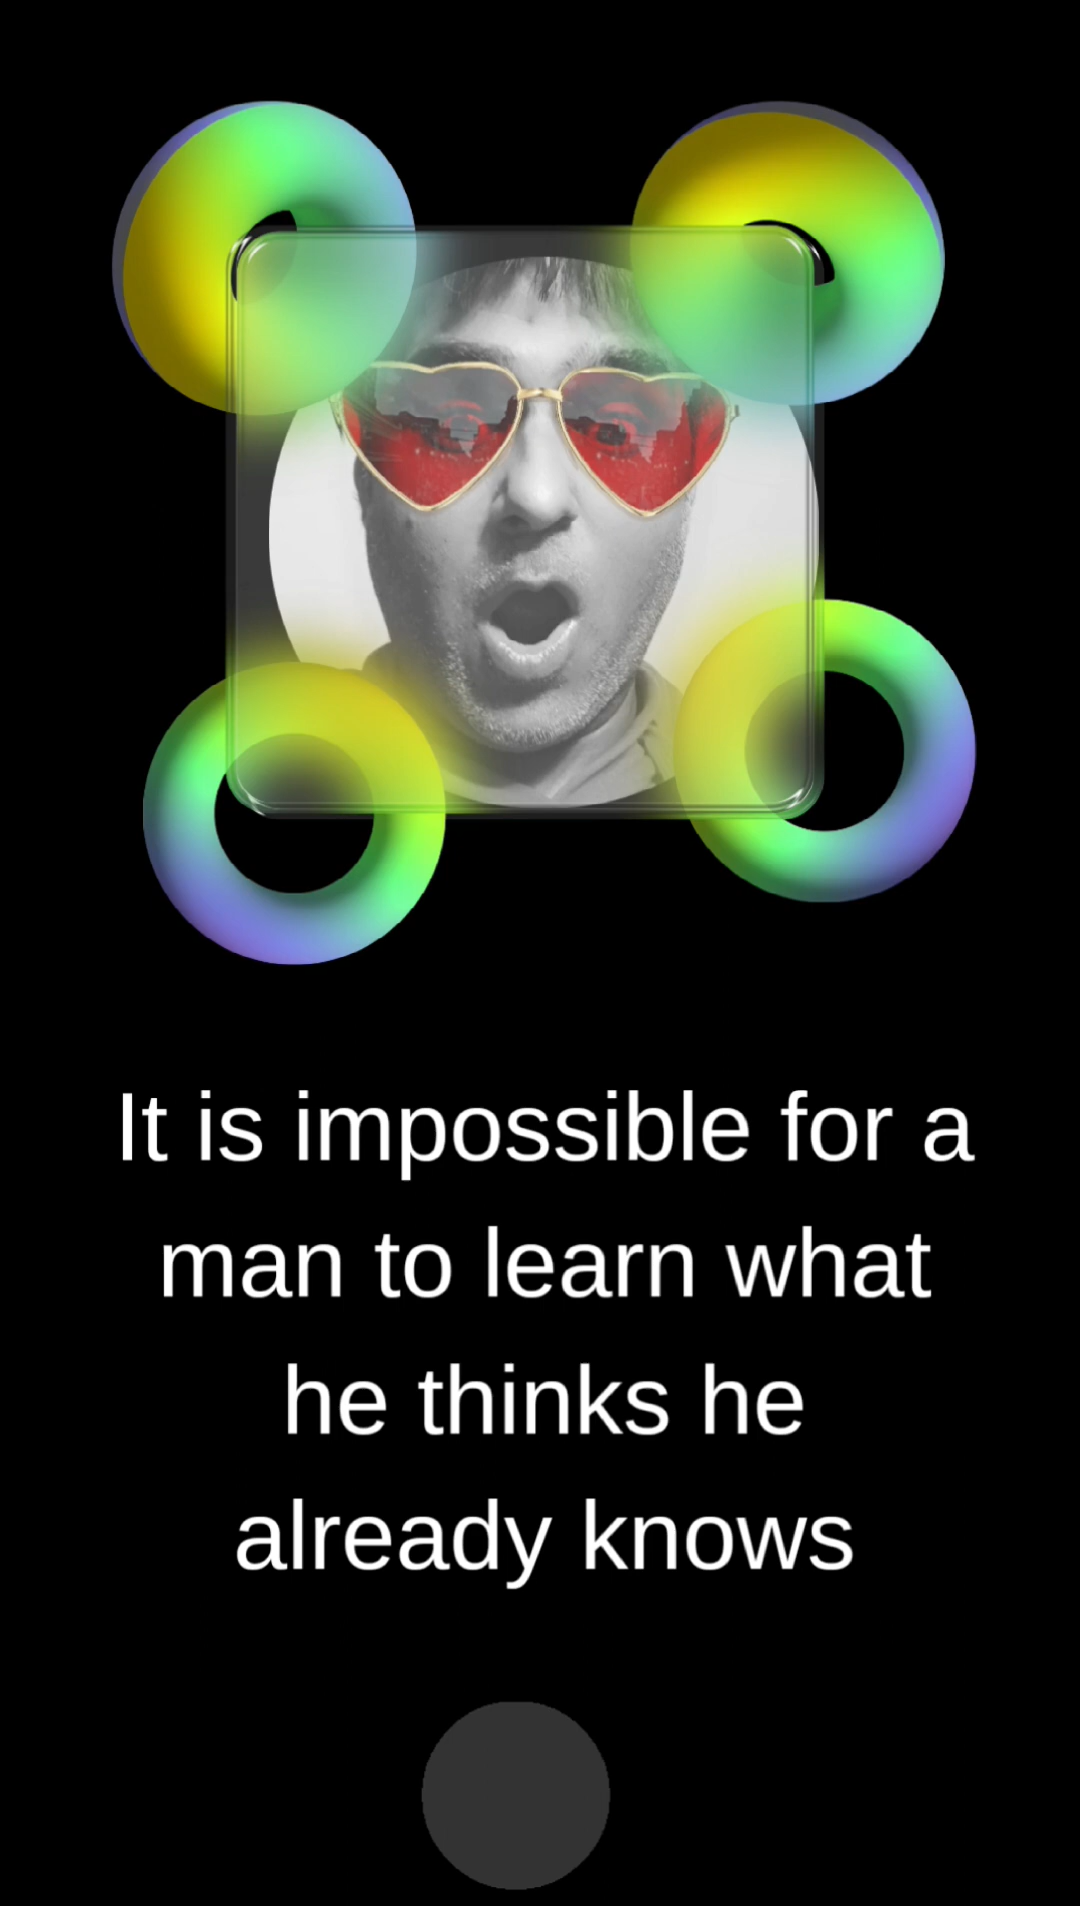 It is impossible for a
man to learn what
he thinks he
already knows